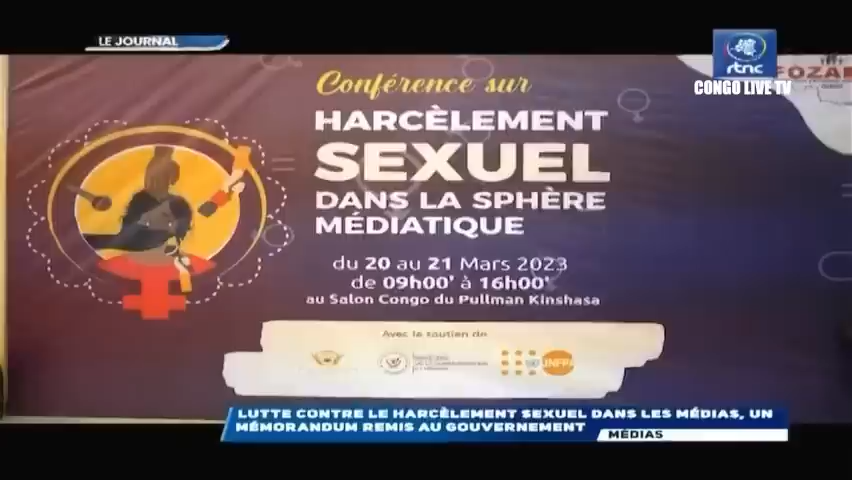 LE JOURNAL
rtnc
CONGO LIVE TV
FOZA
Conférence sur
HARCÈLEMENT
SEXUEL
DANS LA SPHÈRE
MÉDIATIQUE
du 20 au 21 Mars 2023
de 09h00' à 16h00'
au Salon Congo du Pullman Kinshasa
Avec le soutien de
UNFPA
LUTTE CONTRE LE HARCÈLEMENT SEXUEL DANS LES MÉDIAS, UN
MÉMORANDUM REMIS AU GOUVERNEMENT
MÉDIAS